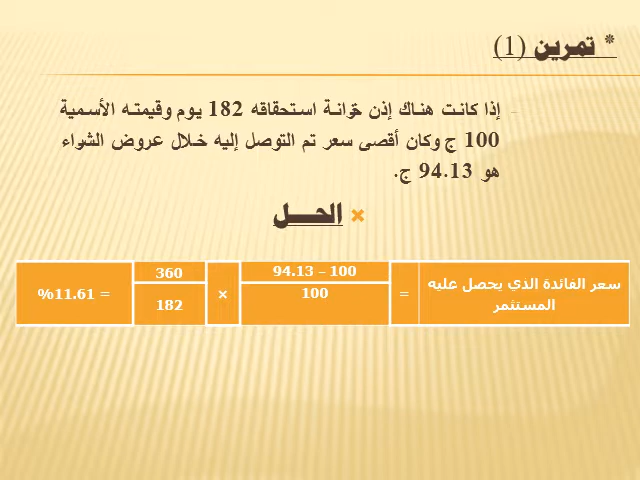 * تمرين (1)
إذا كانت هناك إذن خزانة استحقاقه 182 يوم وقيمته الأسمية
100 ج وكان أقصى سعر تم التوصل إليه خلال عروض الشراء
هو 94.13 ج.
الحـــل
سعر الفائدة الذي يحصل عليه
المستثمر
=
94.13 – 100
100
×
360
182
= 11.61%